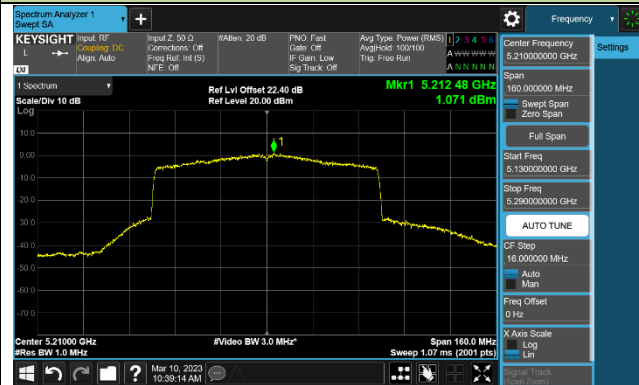 Spectrum Analyzer 1
Swept SA
Frequency
KEYSIGHT
Input: RF
Coupling: DC
Align: Auto
Input Z: 50 Ω
Corrections: Off
Freq Ref: Int (S)
NFE: Off
#Atten: 20 dB
PNO: Fast
Gate: Off
IF Gain: Low
Sig Track: Off
Avg Type: Power (RMS)
Avg|Hold: 100/100
Trig: Free Run
1 2 3 4 5 6
A W W W W W
A N N N N N
L
LXI
Center Frequency
5.210000000 GHz
Settings
Span
160.000000 MHz
Swept Span
Zero Span
Full Span
Start Freq
5.130000000 GHz
Stop Freq
5.290000000 GHz
AUTO TUNE
CF Step
16.000000 MHz
Auto
Man
Freq Offset
0 Hz
X Axis Scale
Log
Lin
Signal Track
(Span Zoom)
1 Spectrum
Scale/Div 10 dB
Ref Lvl Offset 22.40 dB
Ref Level 20.00 dBm
Mkr1 5.212 48 GHz
1.071 dBm
Log
10.0
0.00
-10.0
-20.0
-30.0
-40.0
-50.0
-60.0
-70.0
1
Center 5.21000 GHz
#Res BW 1.0 MHz
#Video BW 3.0 MHz*
Span 160.0 MHz
Sweep 1.07 ms (2001 pts)
Mar 10, 2023
10:39:14 AM